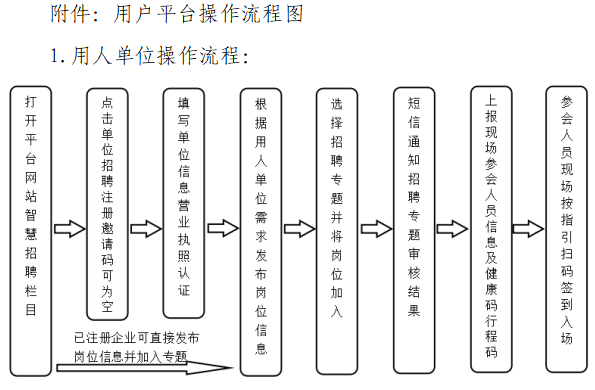 附件：用户平台操作流程图
1.用人单位操作流程：
打开平台网站智慧招聘栏目
点击单位招聘注册邀请码可为空
填写单位信息营业执照认证
根据用人单位需求发布岗位信息
选择招聘专题并将岗位加入
短信通知招聘专题审核结果
上报现场参会人员信息及健康码行程码
参会人员现场按指引扫码签到入场
已注册企业可直接发布
岗位信息并加入专题